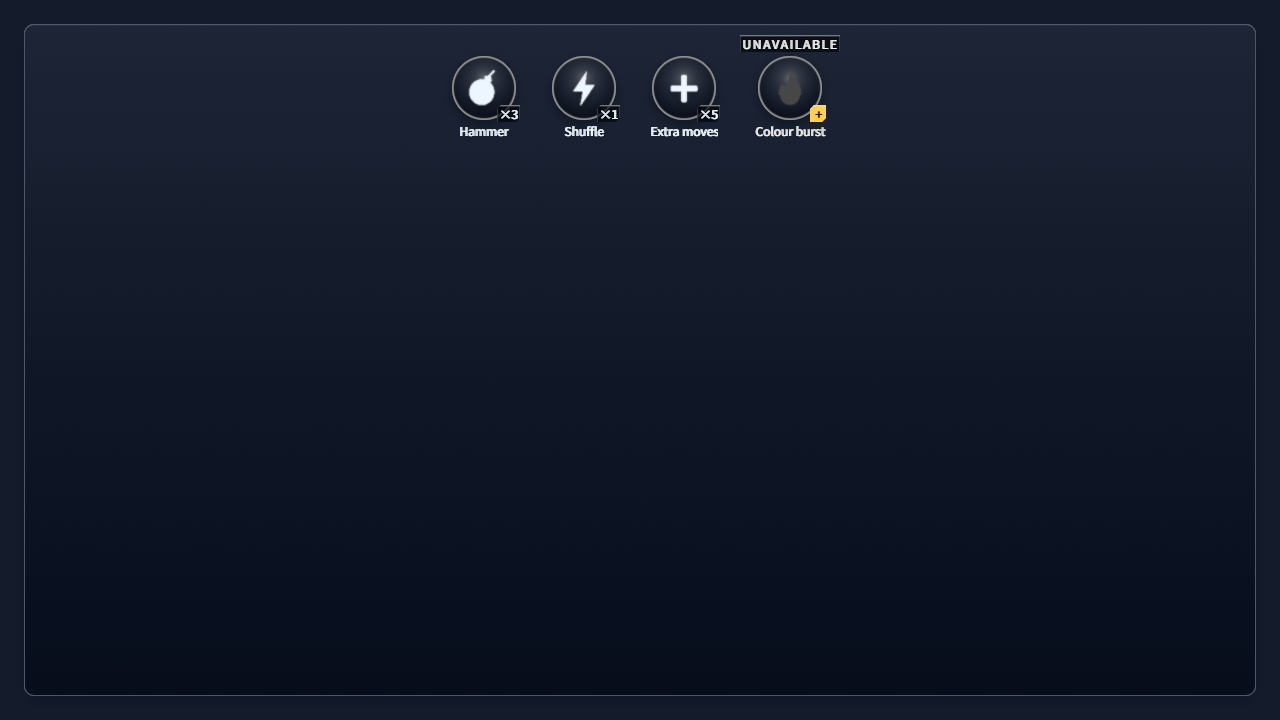 UNAVAILABLE
×3
×1
×5
+
Hammer
Shuffle
Extra moves
Colour burst